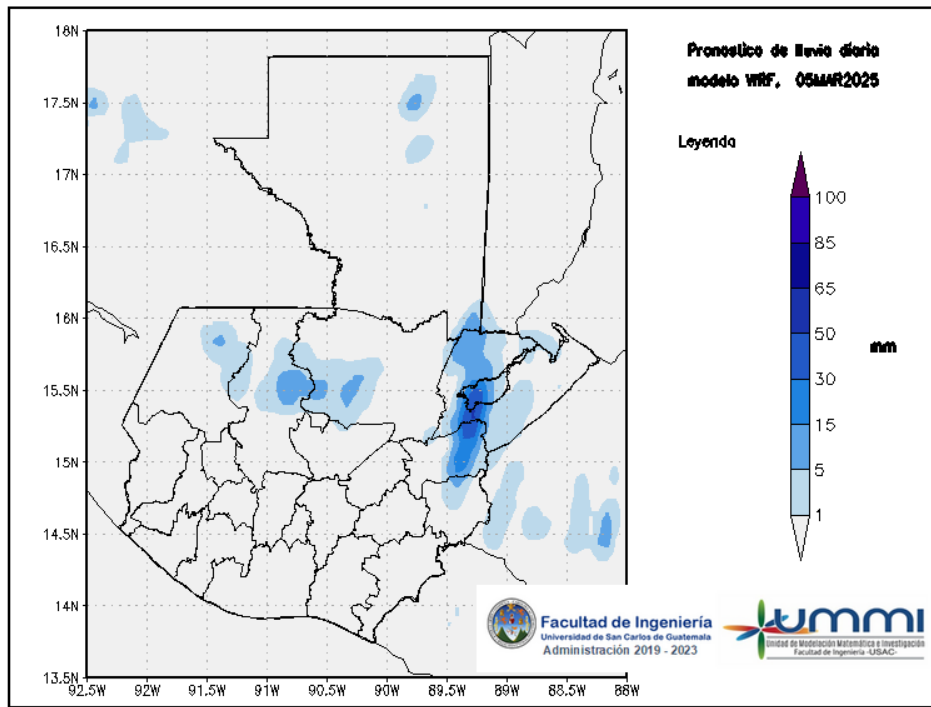 18N
17.5N
17N
16.5N
16N
15.5N
15N
14.5N
14N
13.5N
92.5W
92W
91.5W
91W
90.5W
90W
89.5W
89W
88.5W
88W
Pronostico de lluvia diaria
modelo WRF, 05MAR2025
Leyenda
100
85
65
50
30
15
5
1
mm
Facultad de Ingeniería
Universidad de San Carlos de Guatemala
Administración 2019 - 2023
UMMI
Unidad de Modelación Matemática e Investigación
Facultad de Ingeniería -USAC-